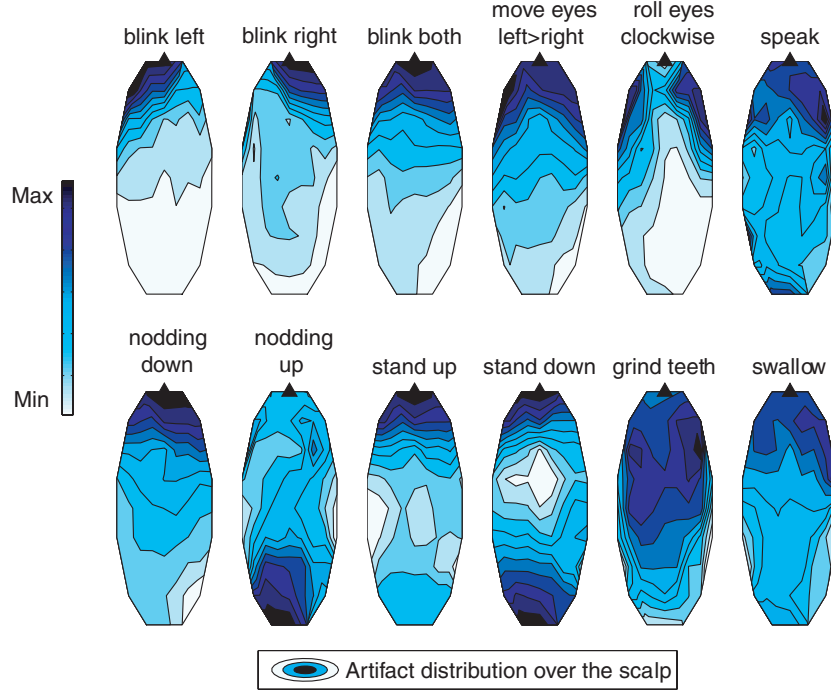 move eyes
roll eyes
blink left
blink right
blink both
left>right
clockwise
speak
Max
Min
nodding
down
nodding
up
stand up
stand down
grind teeth
swallow
Artifact distribution over the scalp